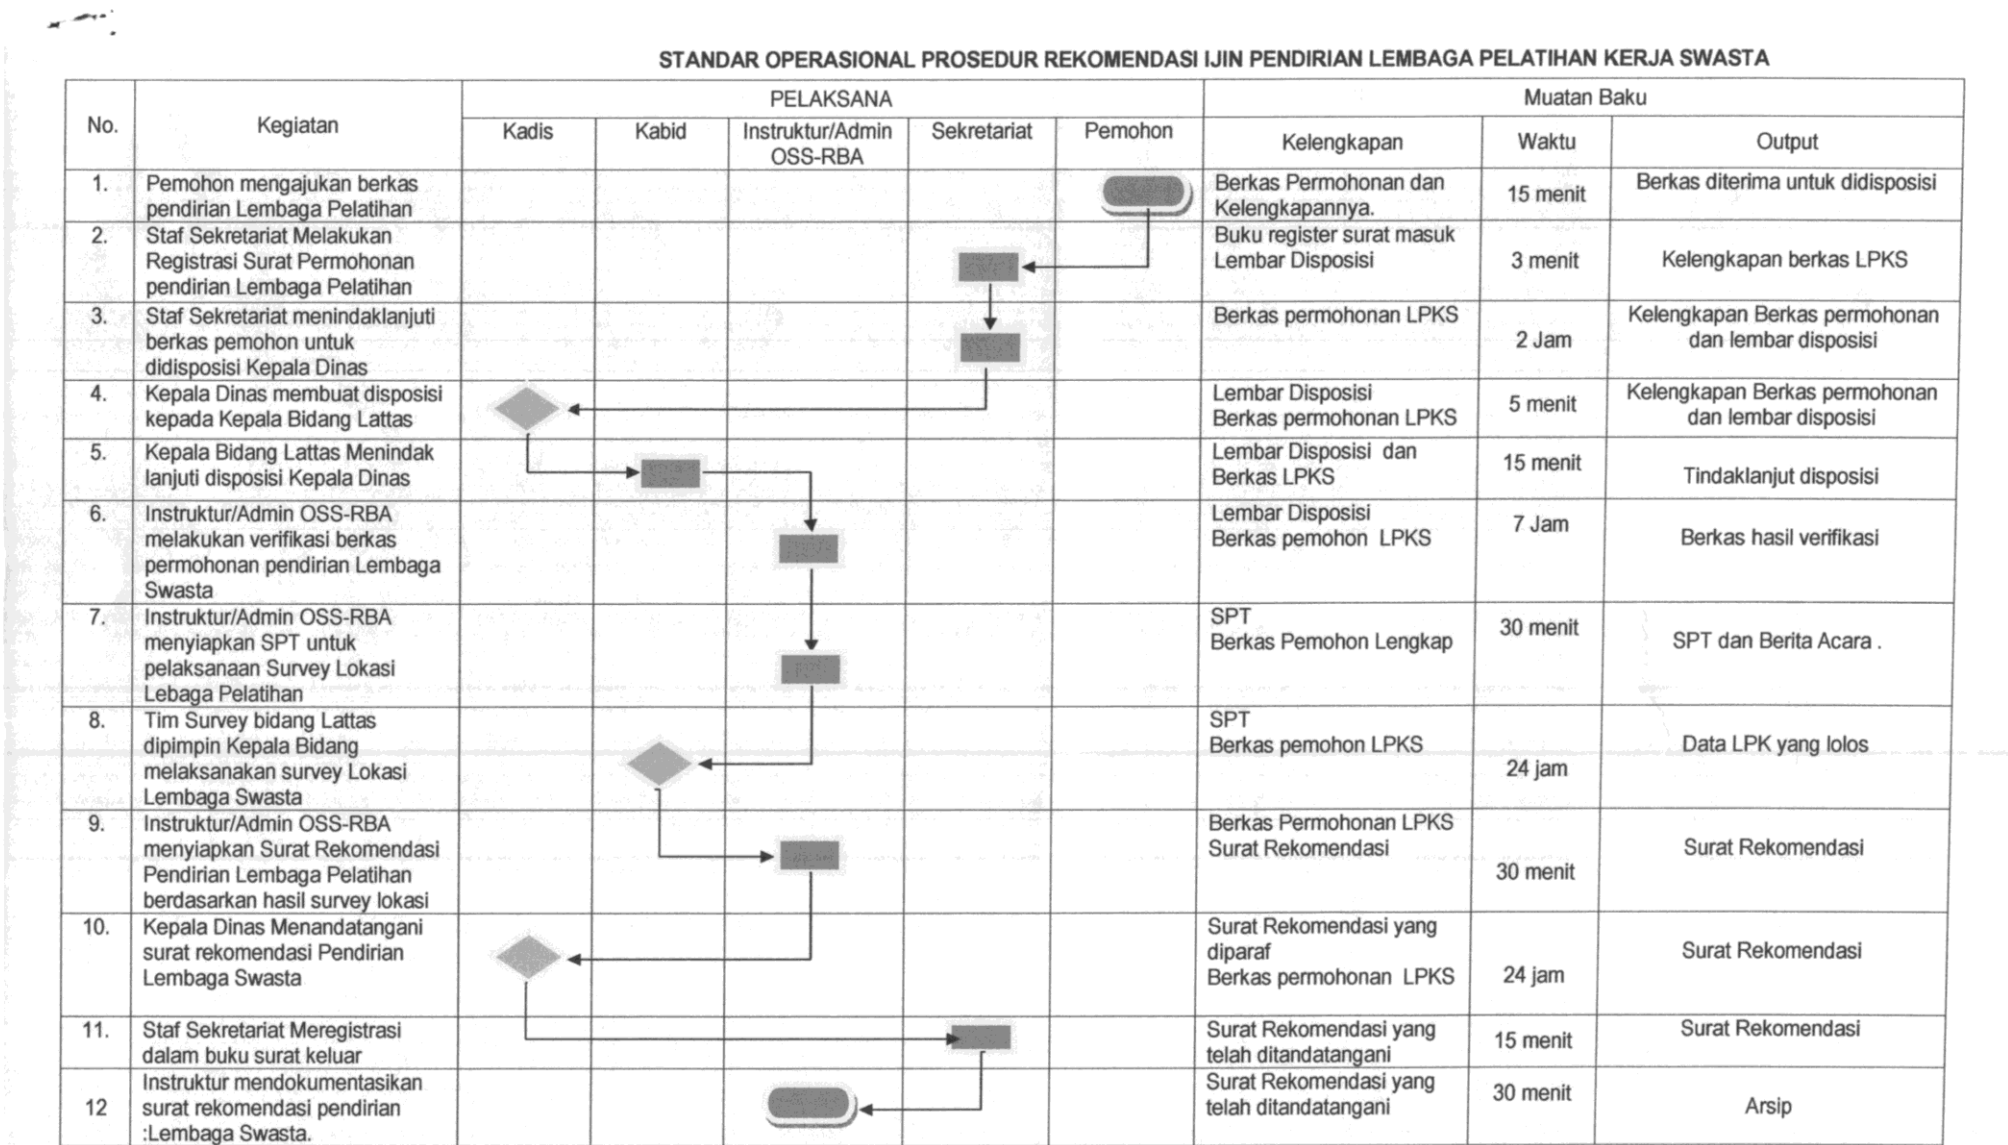 STANDAR OPERASIONAL PROSEDUR REKOMENDASI IJIN PENDIRIAN LEMBAGA PELATIHAN KERJA SWASTA
No.
Kegiatan
PELAKSANA
Muatan Baku
Kadis
Kabid
Instruktur/Admin
OSS-RBA
Sekretariat
Pemohon
Kelengkapan
Waktu
Output
1.
Pemohon mengajukan berkas
pendirian Lembaga Pelatihan
Berkas Permohonan dan
Kelengkapannya.
15 menit
Berkas diterima untuk didisposisi
2.
Staf Sekretariat Melakukan
Registrasi Surat Permohonan
pendirian Lembaga Pelatihan
Buku register surat masuk
Lembar Disposisi
3 menit
Kelengkapan berkas LPKS
3.
Staf Sekretariat menindaklanjuti
berkas pemohon untuk
didisposisi Kepala Dinas
Berkas permohonan LPKS
2 Jam
Kelengkapan Berkas permohonan
dan lembar disposisi
4.
Kepala Dinas membuat disposisi
kepada Kepala Bidang Lattas
Lembar Disposisi
Berkas permohonan LPKS
5 menit
Kelengkapan Berkas permohonan
dan lembar disposisi
5.
Kepala Bidang Lattas Menindak
lanjuti disposisi Kepala Dinas
Lembar Disposisi dan
Berkas LPKS
15 menit
Tindaklanjut disposisi
6.
Instruktur/Admin OSS-RBA
melakukan verifikasi berkas
permohonan pendirian Lembaga
Swasta
Lembar Disposisi
Berkas pemohon LPKS
7 Jam
Berkas hasil verifikasi
7.
Instruktur/Admin OSS-RBA
menyiapkan SPT untuk
pelaksanaan Survey Lokasi
Lebaga Pelatihan
SPT
Berkas Pemohon Lengkap
30 menit
SPT dan Berita Acara .
8.
Tim Survey bidang Lattas
dipimpin Kepala Bidang
melaksanakan survey Lokasi
Lembaga Swasta
SPT
Berkas pemohon LPKS
24 jam
Data LPK yang lolos
9.
Instruktur/Admin OSS-RBA
menyiapkan Surat Rekomendasi
Pendirian Lembaga Pelatihan
berdasarkan hasil survey lokasi
Berkas Permohonan LPKS
Surat Rekomendasi
30 menit
Surat Rekomendasi
10.
Kepala Dinas Menandatangani
surat rekomendasi Pendirian
Lembaga Swasta
Surat Rekomendasi yang
diparaf
Berkas permohonan LPKS
24 jam
Surat Rekomendasi
11.
Staf Sekretariat Meregistrasi
dalam buku surat keluar
Surat Rekomendasi yang
telah ditandatangani
15 menit
Surat Rekomendasi
12
Instruktur mendokumentasikan
surat rekomendasi pendirian
:Lembaga Swasta.
Surat Rekomendasi yang
telah ditandatangani
30 menit
Arsip